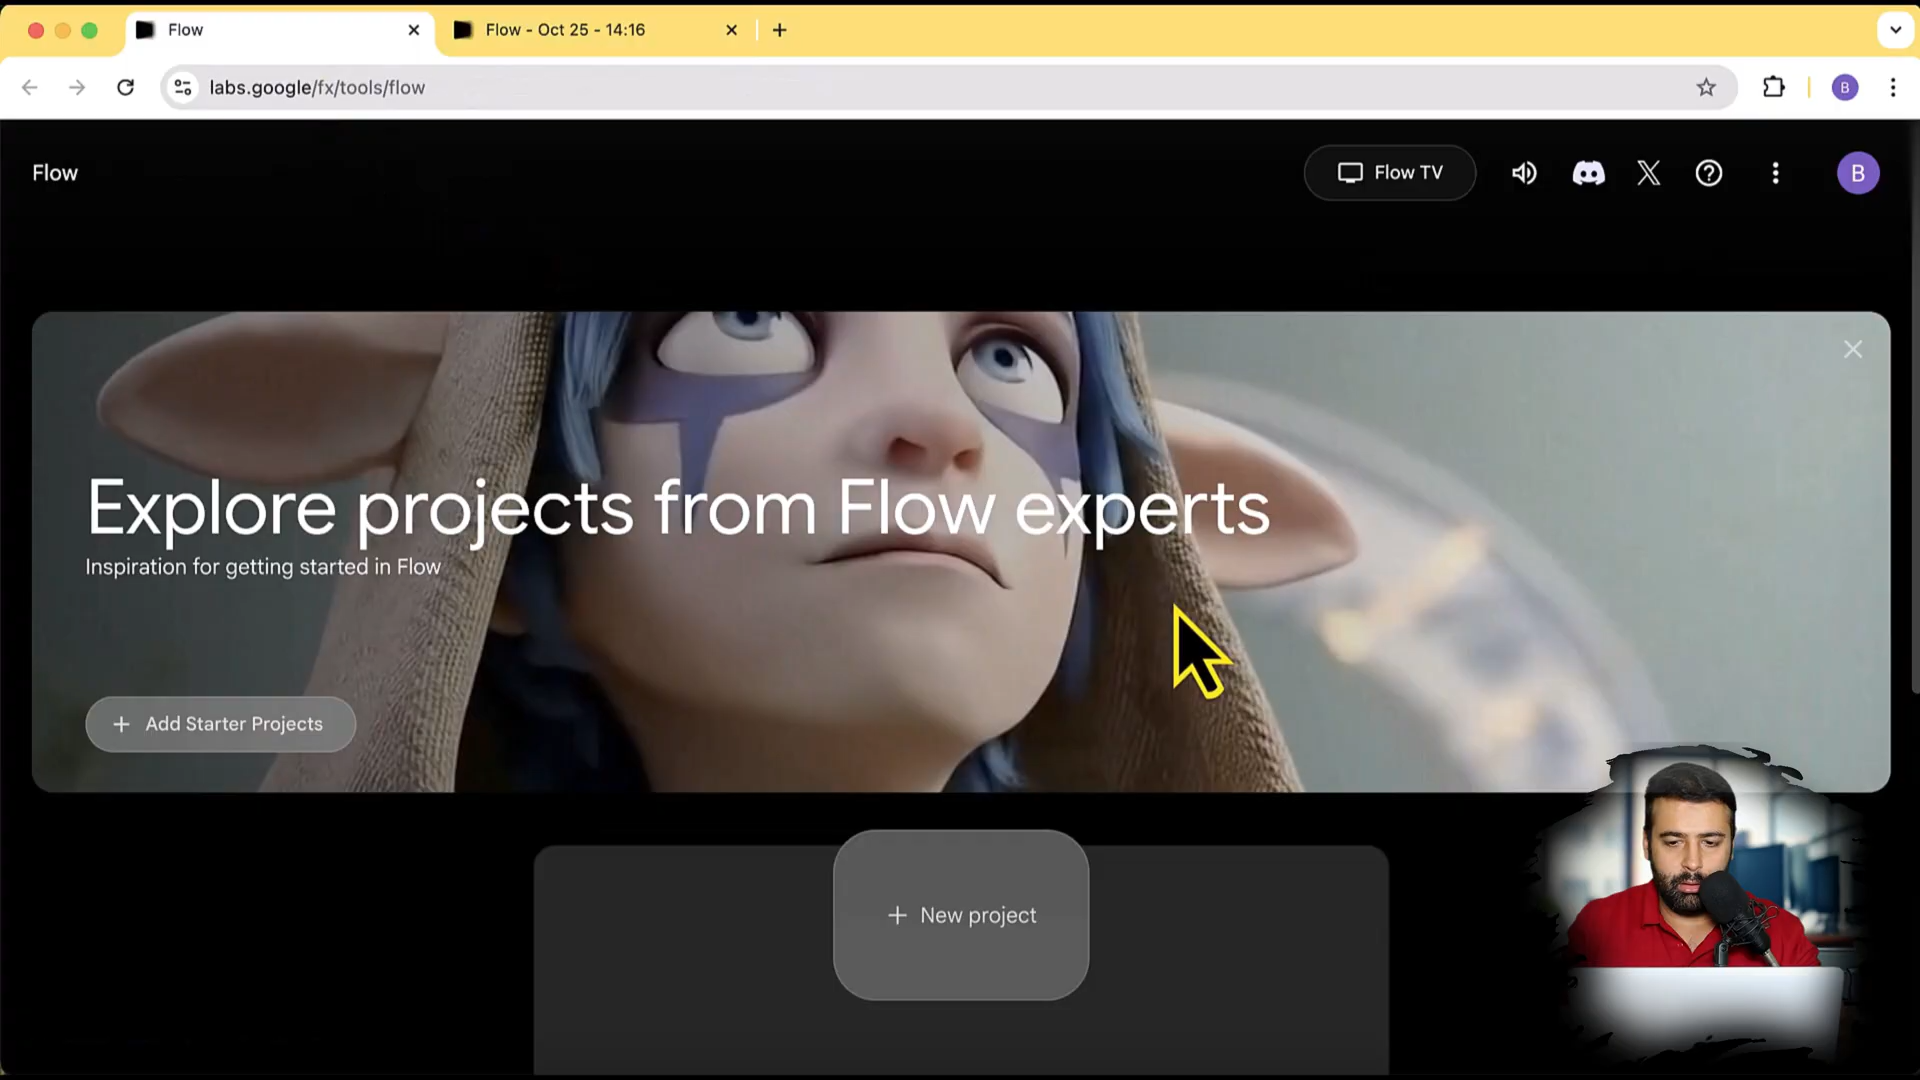 Flow
Flow - Oct 25 - 14:16
labs.google/fx/tools/flow
B
Flow
Flow TV
B
Explore projects from Flow experts
Inspiration for getting started in Flow
+ Add Starter Projects
+ New project